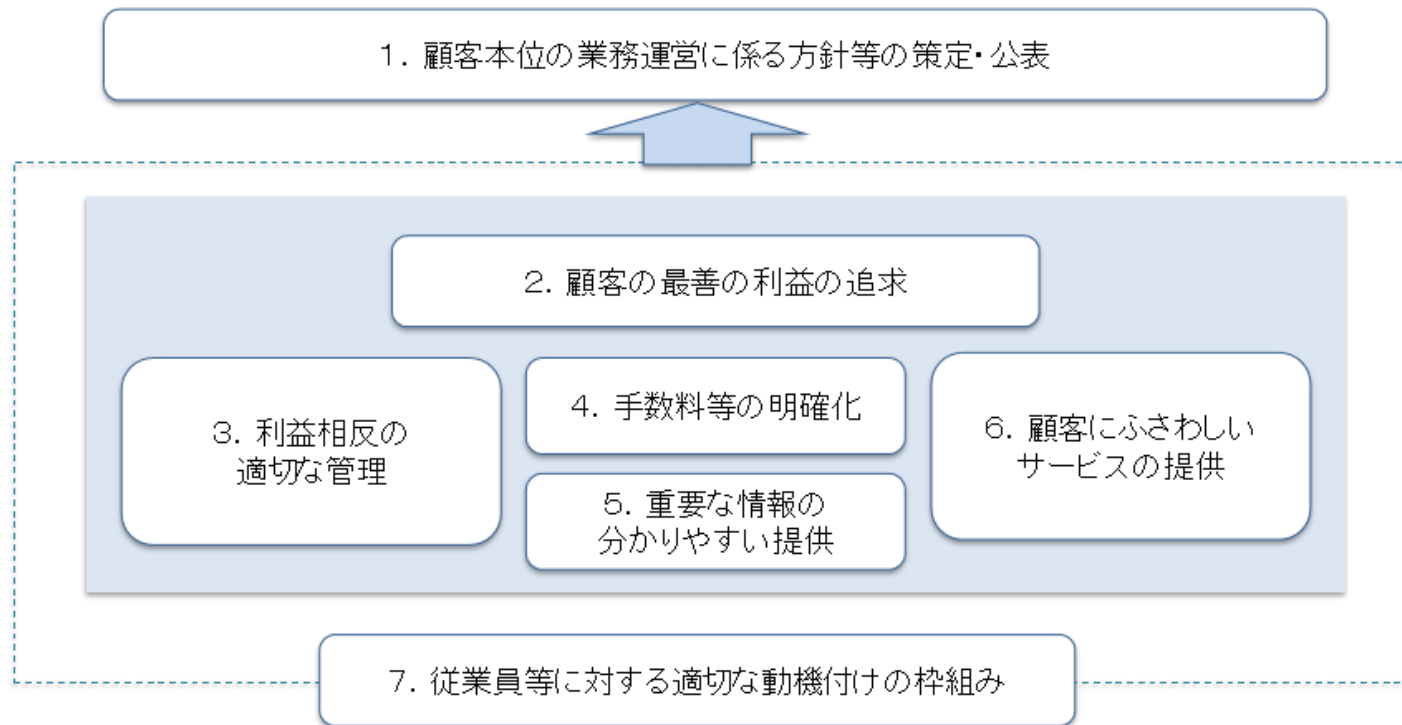 １．顧客本位の業務運営に係る方針等の策定・公表
２．顧客の最善の利益の追求
３．利益相反の
適切な管理
４．手数料等の明確化
５．重要な情報の
分かりやすい提供
６．顧客にふさわしい
サービスの提供
７．従業員等に対する適切な動機付けの枠組み